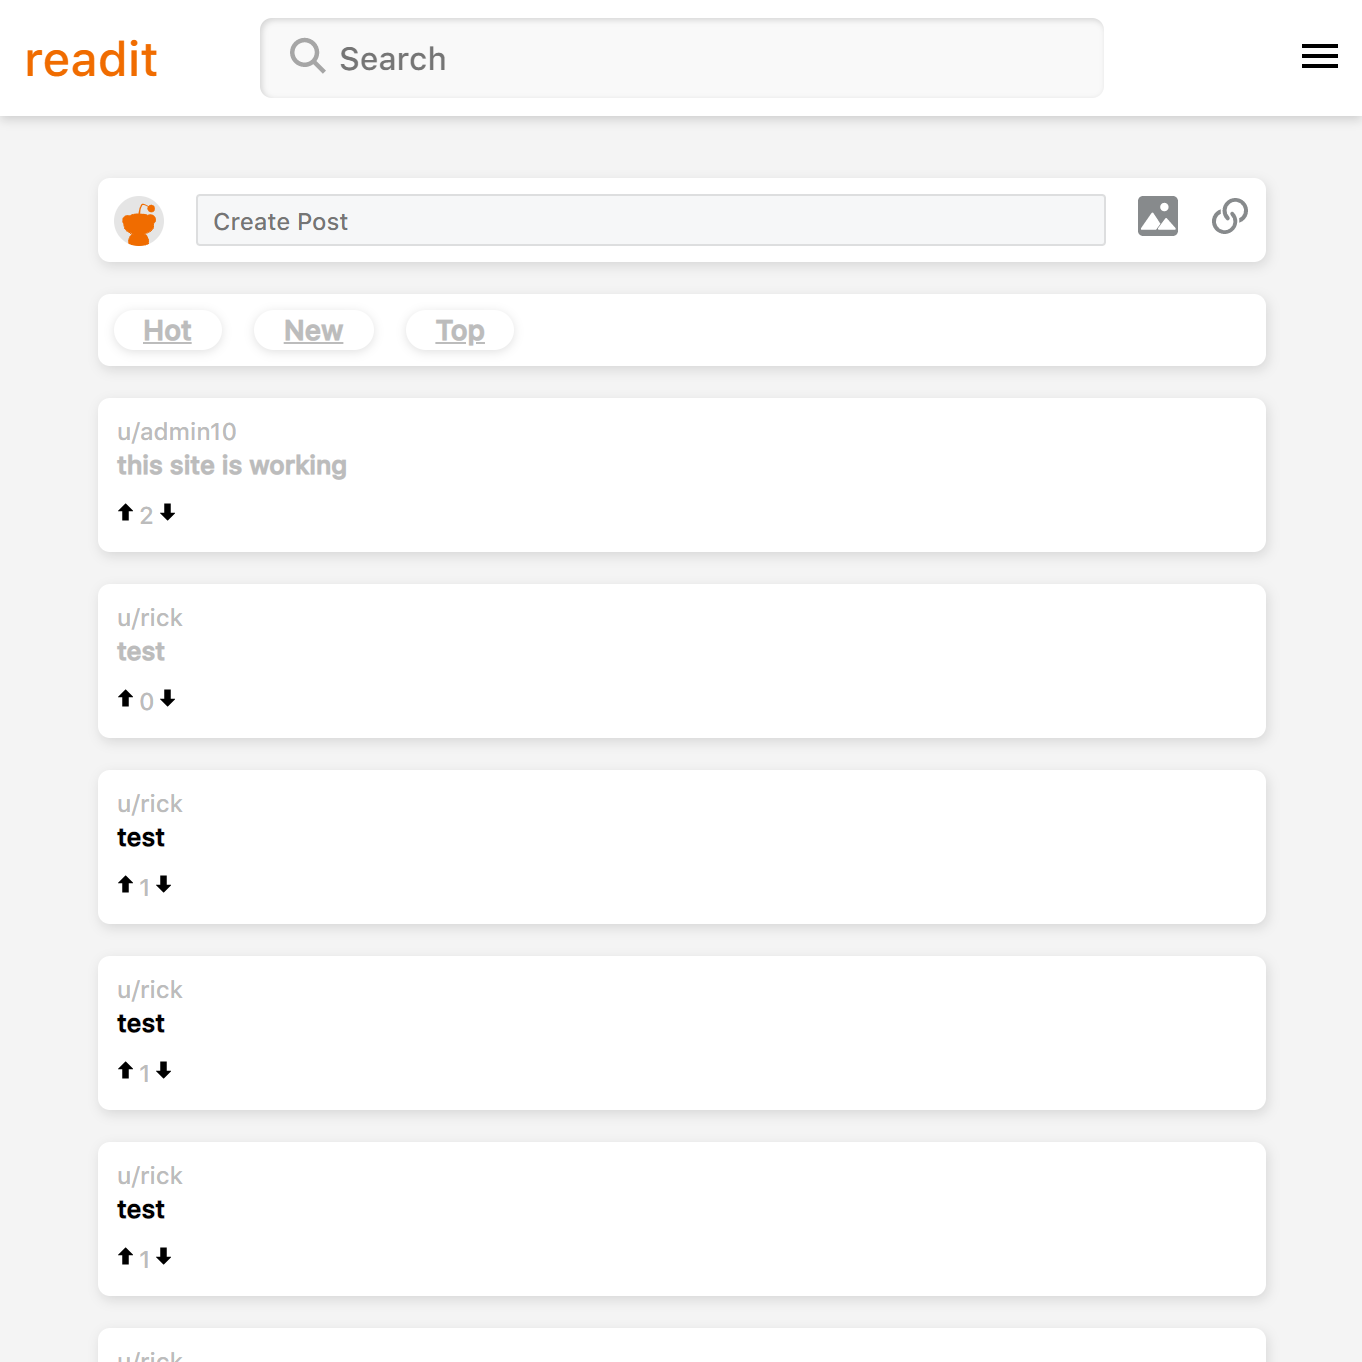 readit
Search
Create Post
Hot New Top
u/admin10
this site is working
2
u/rick
test
0
u/rick
test
1
u/rick
test
1
u/rick
test
1
u/rick